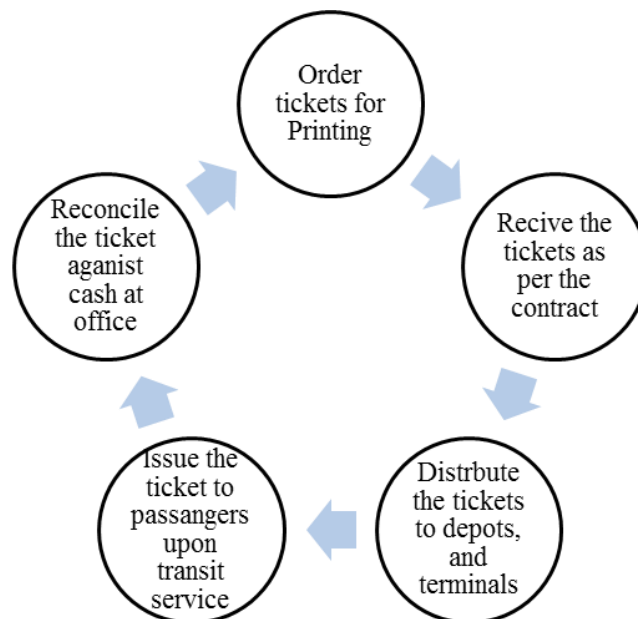 Order
tickets for
Printing
Recive the
tickets as
per the
contract
Distrbute
the tickets
to depots,
and
terminals
Issue the
ticket to
passangers
upon
transit
service
Reconcile
the ticket
aganist
cash at
office